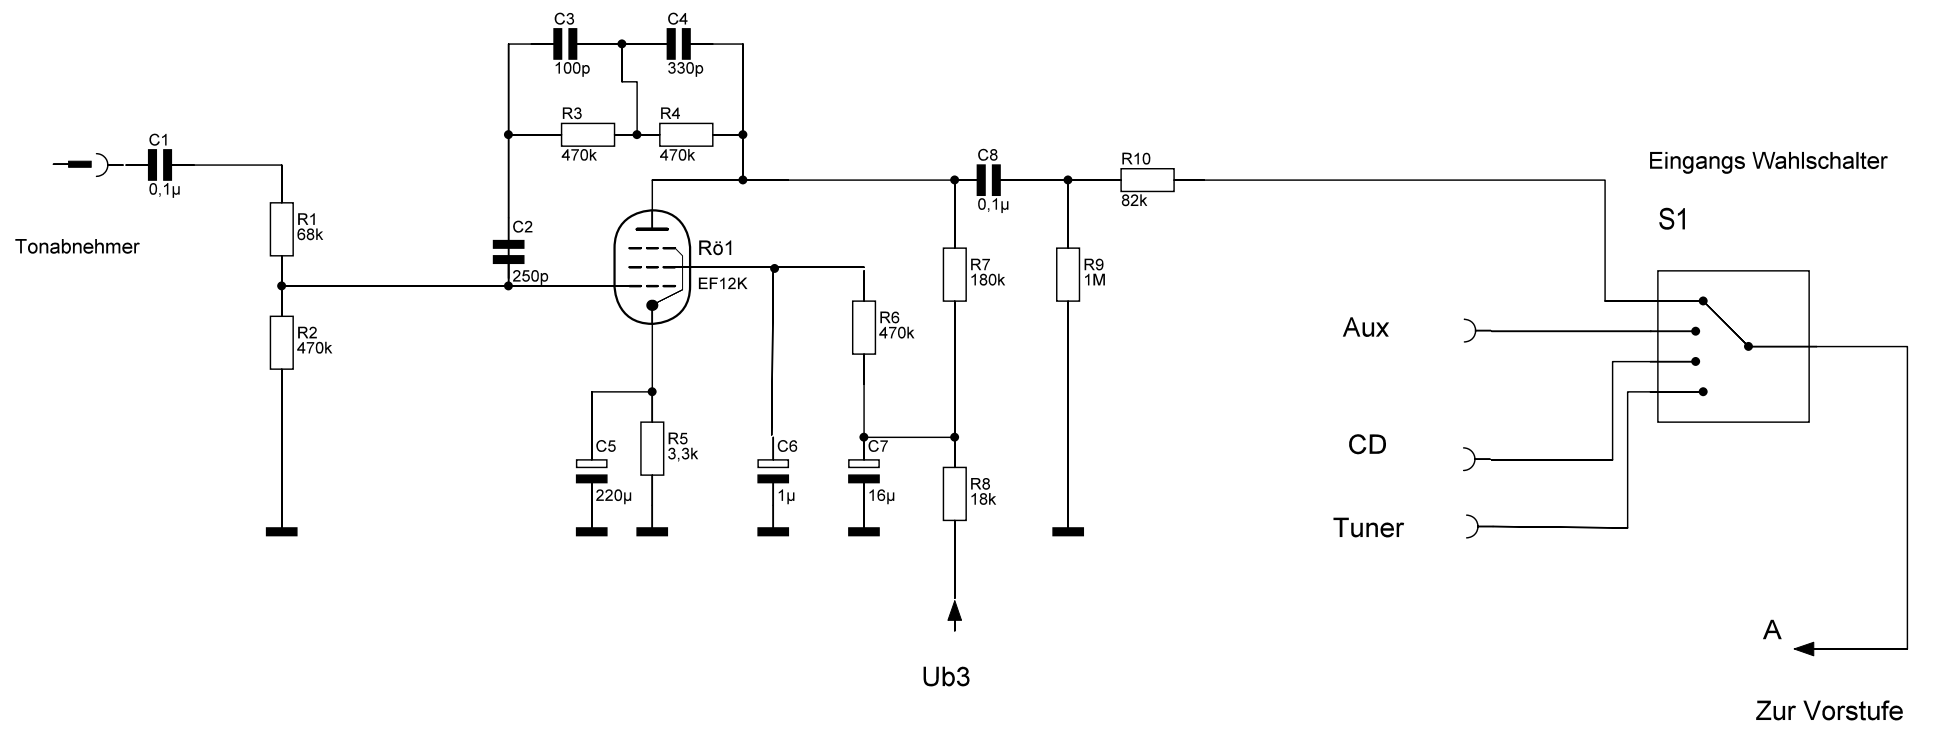 C3
100p
C4
330p
R3
470k
R4
470k
C1
0,1µ
Tonabnehmer
R1
68k
R2
470k
C2
250p
Rö1
EF12K
C5
220µ
R5
3,3k
C6
1µ
R6
470k
C7
16µ
R7
180k
R8
18k
Ub3
C8
0,1µ
R9
1M
R10
82k
Eingangs Wahlschalter
S1
Aux
CD
Tuner
A
Zur Vorstufe